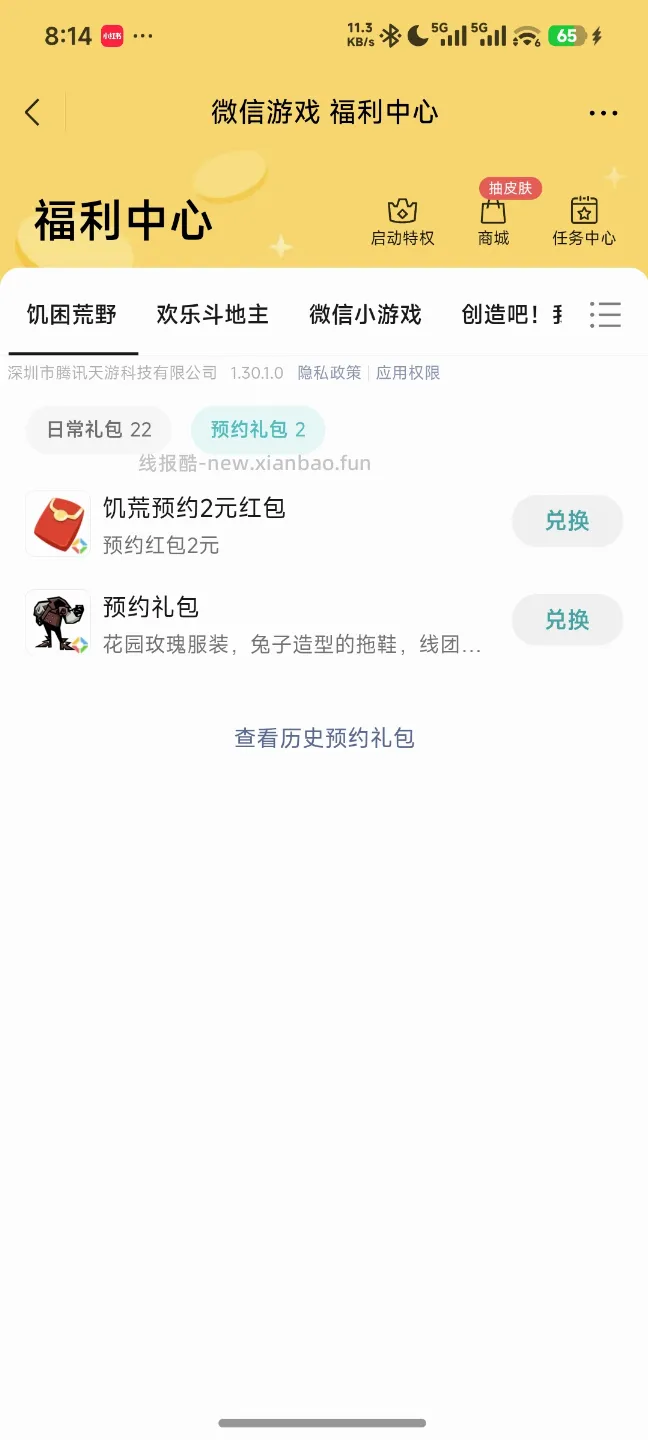 8:14 小红书 ··· 11.3 KB/s 5G 5G 6 65
微信游戏 福利中心
抽皮肤
福利中心 启动特权 商城 任务中心
饥困荒野 欢乐斗地主 微信小游戏 创造吧！
深圳市腾讯天游科技有限公司 1.30.1.0 隐私政策 | 应用权限
日常礼包 22 预约礼包 2
线报酷-new.xianbao.fun
饥荒预约2元红包
预约红包2元
兑换
预约礼包
花园玫瑰服装，兔子造型的拖鞋，线团...
兑换
查看历史预约礼包